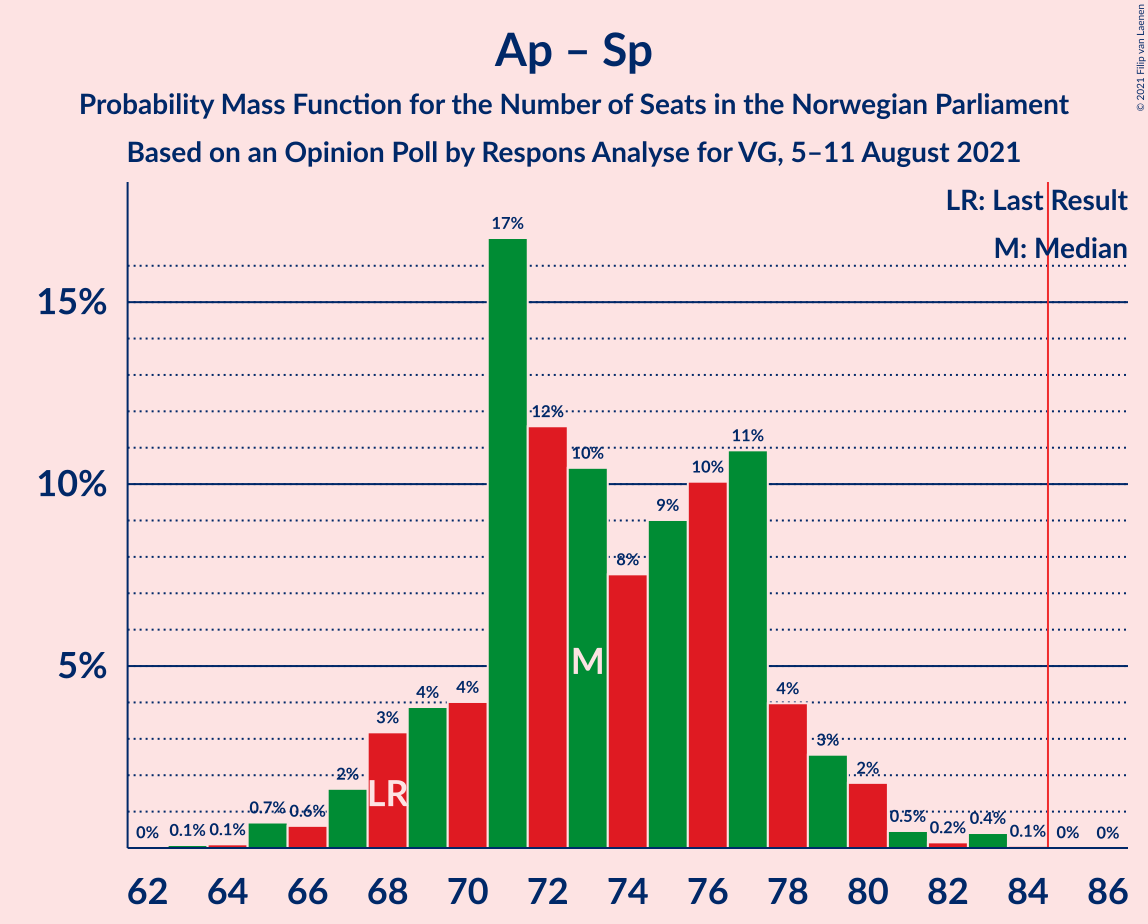 Ap – Sp
Probability Mass Function for the Number of Seats in the Norwegian Parliament
Based on an Opinion Poll by Respons Analyse for VG, 5–11 August 2021
© 2021 Filip van Laenen
LR: Last Result
M: Median
15%
10%
5%
0% 0.1% 0.1% 0.7% 0.6% 2% 3% 4% 4% 17% 12% 10% 8% 9% 10% 11% 4% 3% 2% 0.5% 0.2% 0.4% 0.1% 0% 0%
LR
M
62 64 66 68 70 72 74 76 78 80 82 84 86